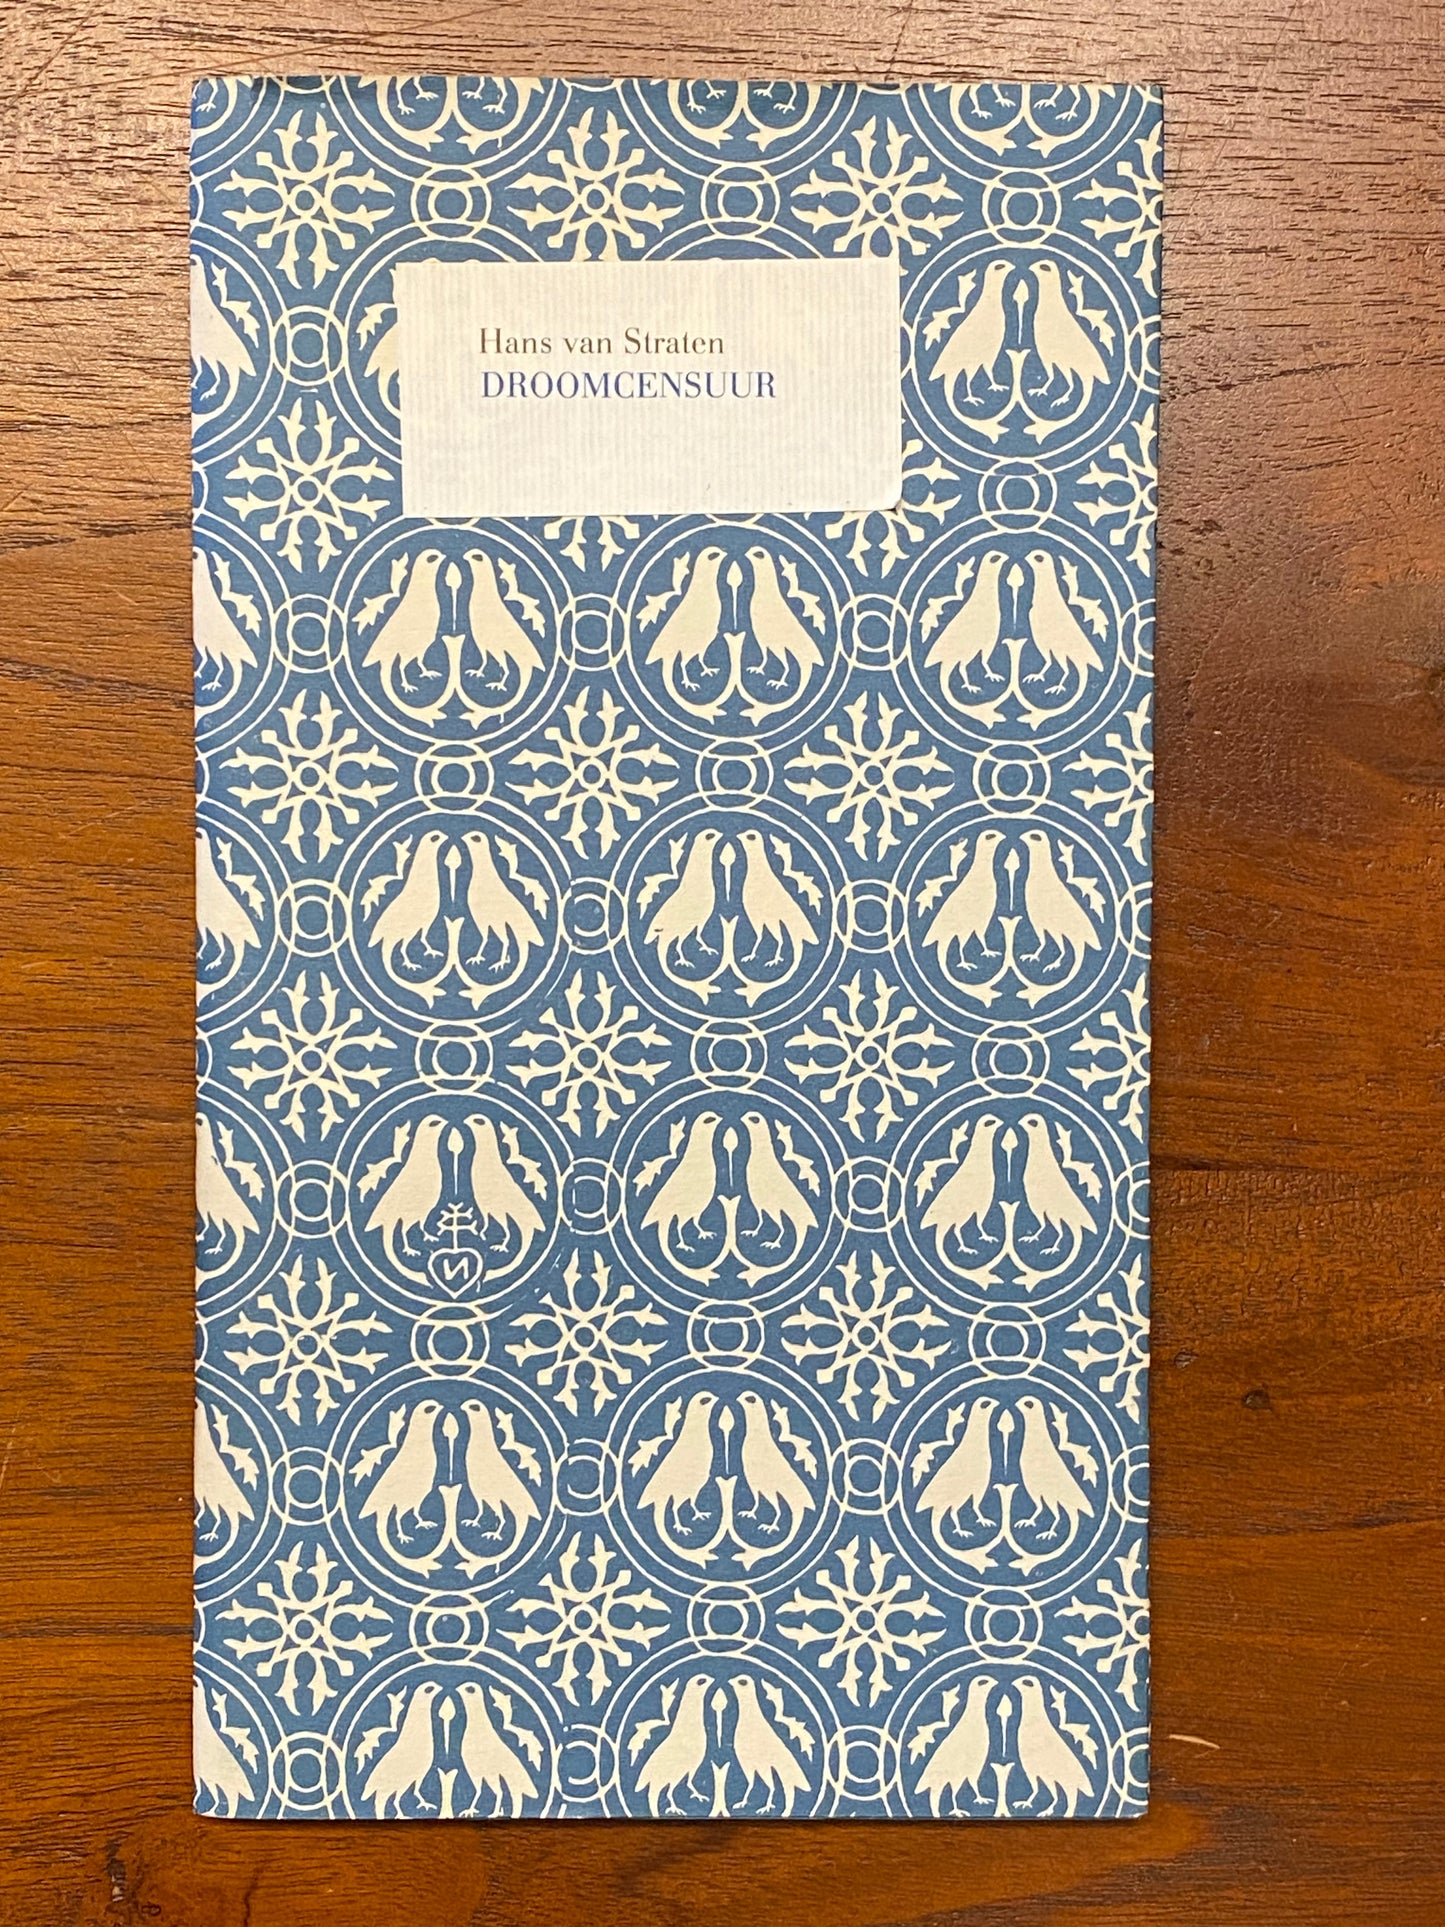 Hans van Straten
DROOMCENSUUR